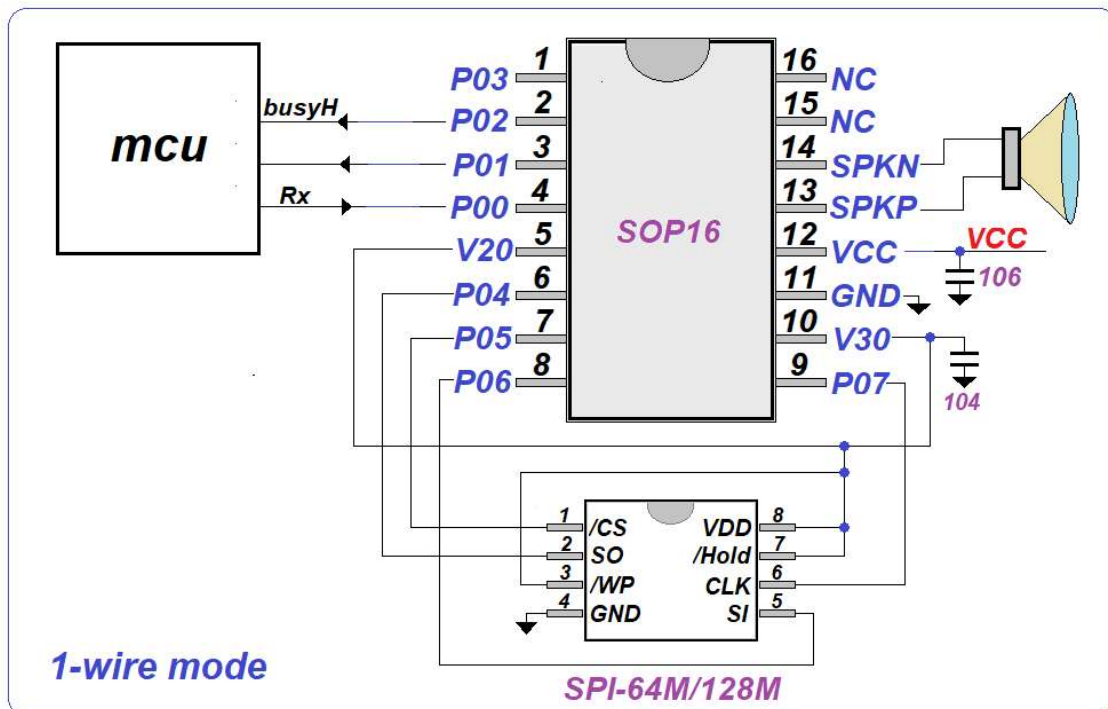 mcu
busyH
Rx
P03 1
P02 2
P01 3
P00 4
V20 5
P04 6
P05 7
P06 8
SOP16
16 NC
15 NC
14 SPKN
13 SPKP
12 VCC
VCC
106
11 GND
10 V30
9 P07
104
1 /CS
2 SO
3 /WP
4 GND
VDD 8
/Hold 7
CLK 6
SI 5
1-wire mode
SPI-64M/128M